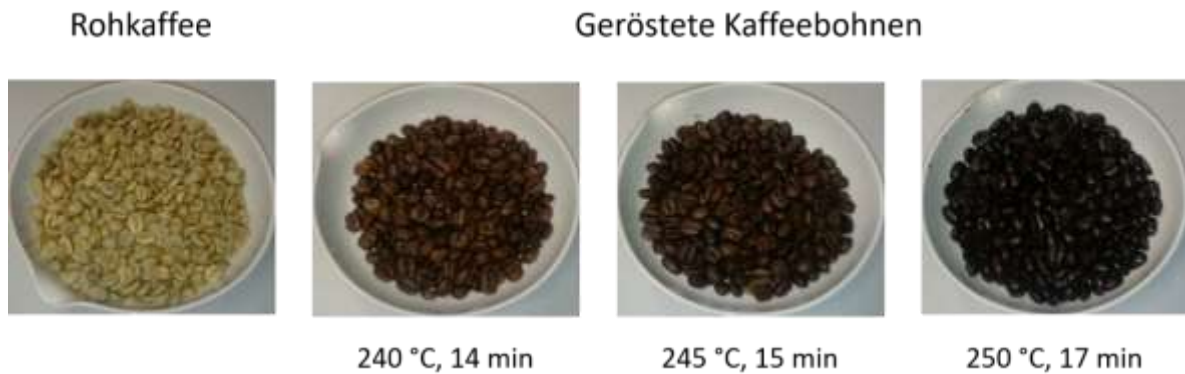 Rohkaffee
Geröstete Kaffeebohnen
240 °C, 14 min
245 °C, 15 min
250 °C, 17 min